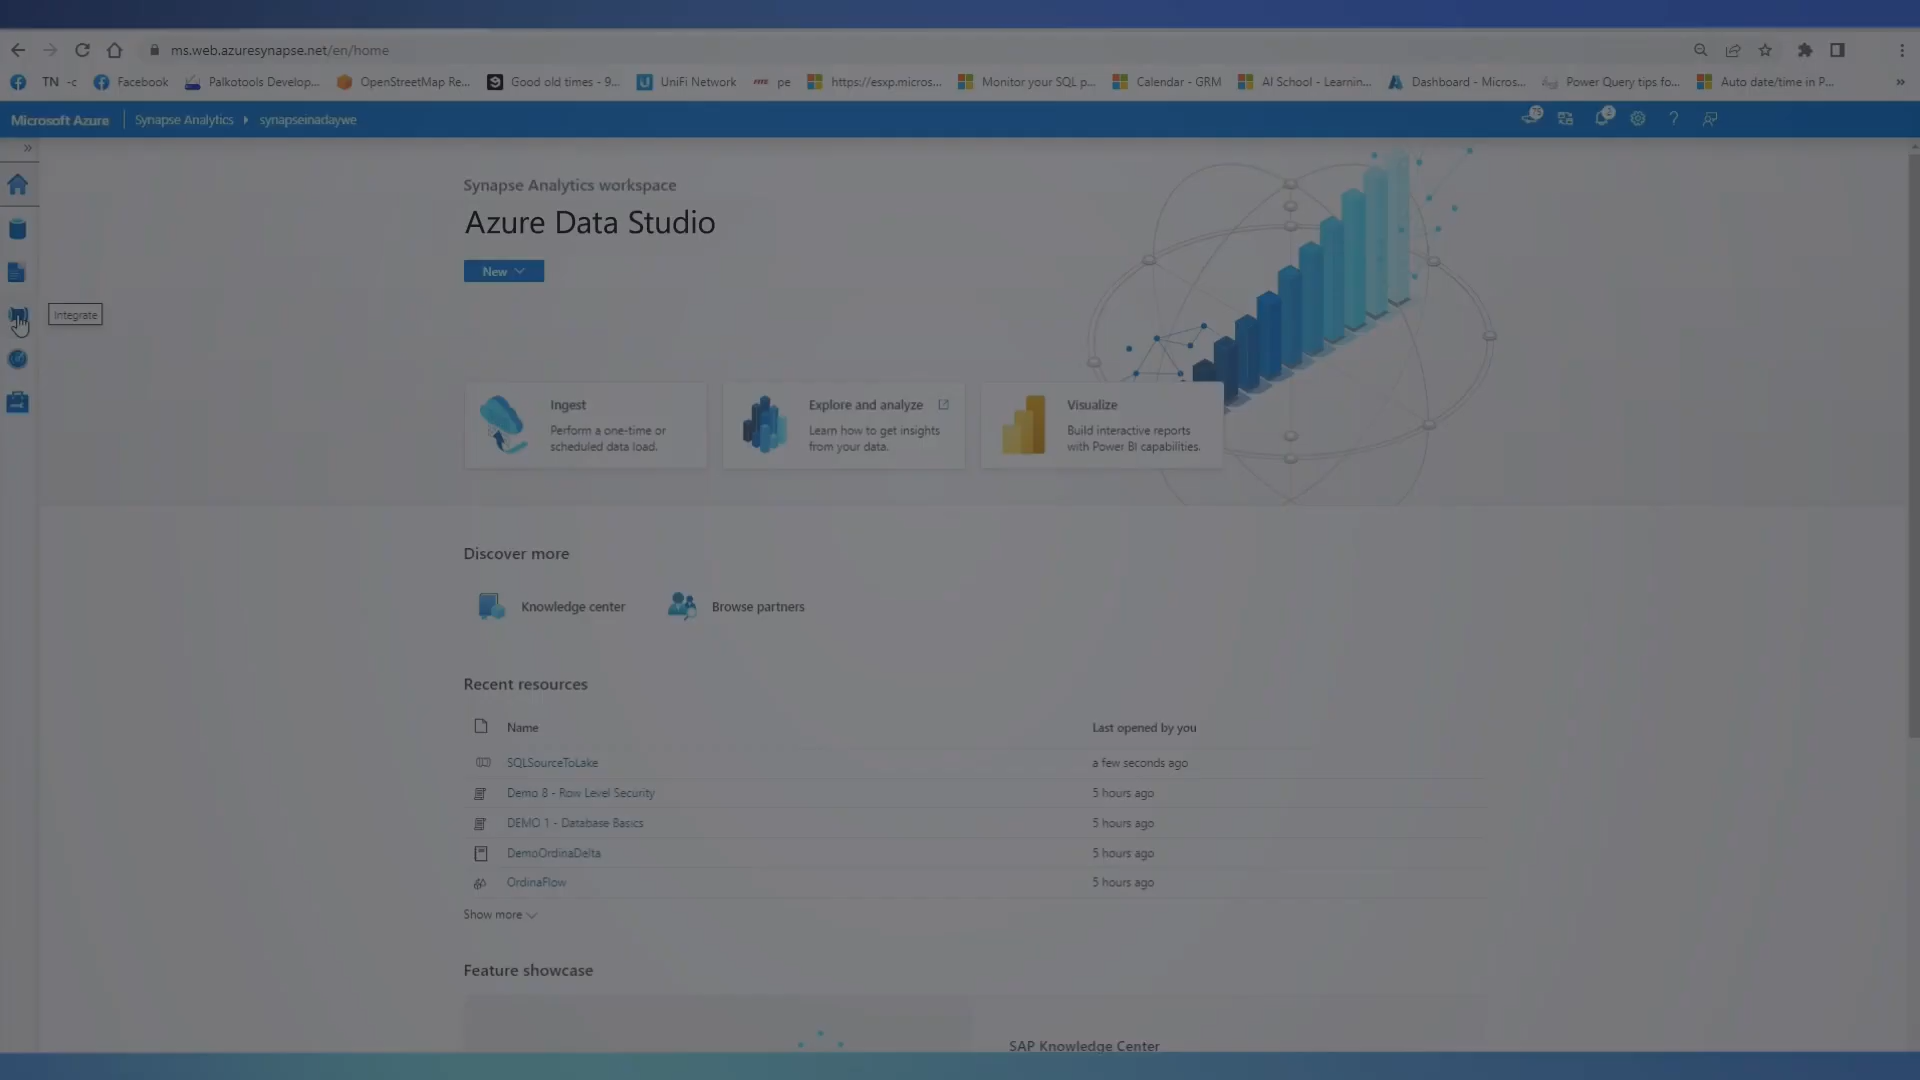 ms.web.azuresynapse.net/en/home
TN -c
Facebook
Palkotools Develop...
OpenStreetMap Re...
Good old times - 9...
UniFi Network
pe
https://esxp.micros...
Monitor your SQL p...
Calendar - GRM
AI School - Learnin...
Dashboard - Micros...
Power Query tips fo...
Auto date/time in P...
»
Microsoft Azure
Synapse Analytics
synapseinadaywe
Integrate
Synapse Analytics workspace
Azure Data Studio
New
Ingest
Perform a one-time or
scheduled data load.
Explore and analyze
Learn how to get insights
from your data.
Visualize
Build interactive reports
with Power BI capabilities.
Discover more
Knowledge center
Browse partners
Recent resources
Name
Last opened by you
SQLSourceToLake
a few seconds ago
Demo 8 - Row Level Security
5 hours ago
DEMO 1 - Database Basics
5 hours ago
DemoOrdinaDelta
5 hours ago
OrdinaFlow
5 hours ago
Show more
Feature showcase
SAP Knowledge Center